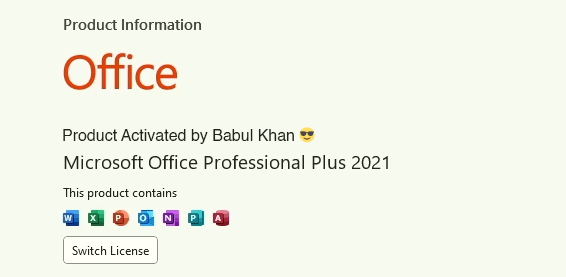 Product Information
Office
Product Activated by Babul Khan 😎
Microsoft Office Professional Plus 2021
This product contains
W X P O N P A
Switch License